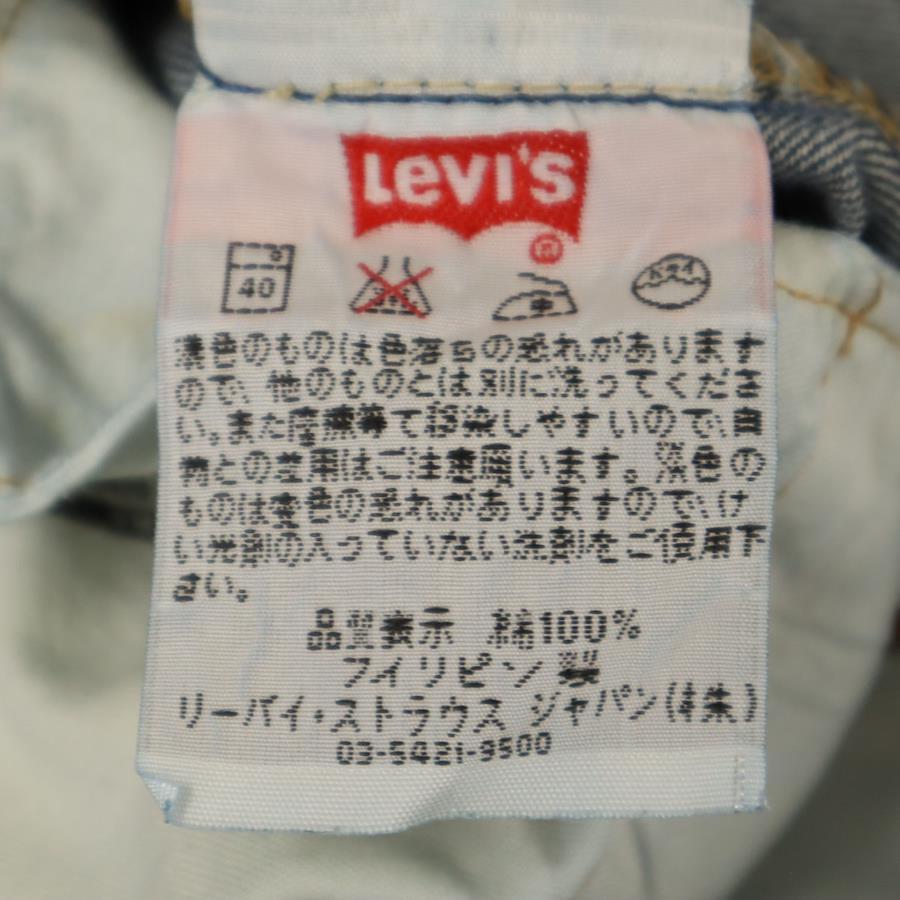 Levi's
®
40
ドライ
濃色のものは色落ちの恐れがあります
ので、他のものとは別に洗ってくださ
い。また摩擦等で移染しやすいので、自
物との着用はご注意願います。淡色の
ものは変色の恐れがありますので、け
い光剤の入っていない洗剤をご使用下
さい。
品質表示 綿100%
フィリピン製
リーバイ・ストラウス ジャパン(株)
03-5421-9500